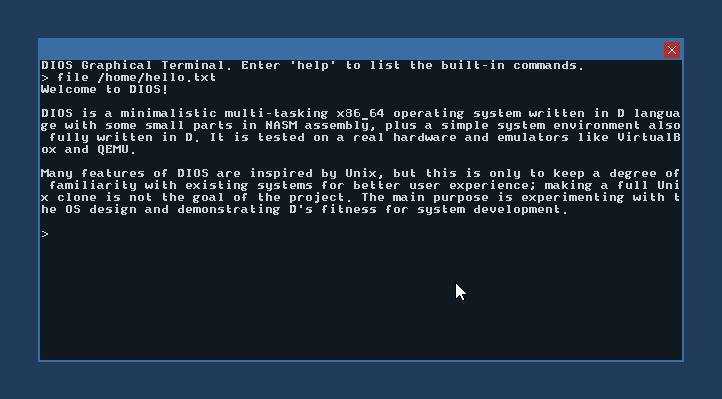 DIOS Graphical Terminal. Enter 'help' to list the built-in commands.
> file /home/hello.txt
Welcome to DIOS!
DIOS is a minimalistic multi-tasking x86_64 operating system written in D langua
ge with some small parts in NASM assembly, plus a simple system environment also
 fully written in D. It is tested on a real hardware and emulators like VirtualB
ox and QEMU.
Many features of DIOS are inspired by Unix, but this is only to keep a degree of
 familiarity with existing systems for better user experience; making a full Uni
x clone is not the goal of the project. The main purpose is experimenting with t
he OS design and demonstrating D's fitness for system development.
>